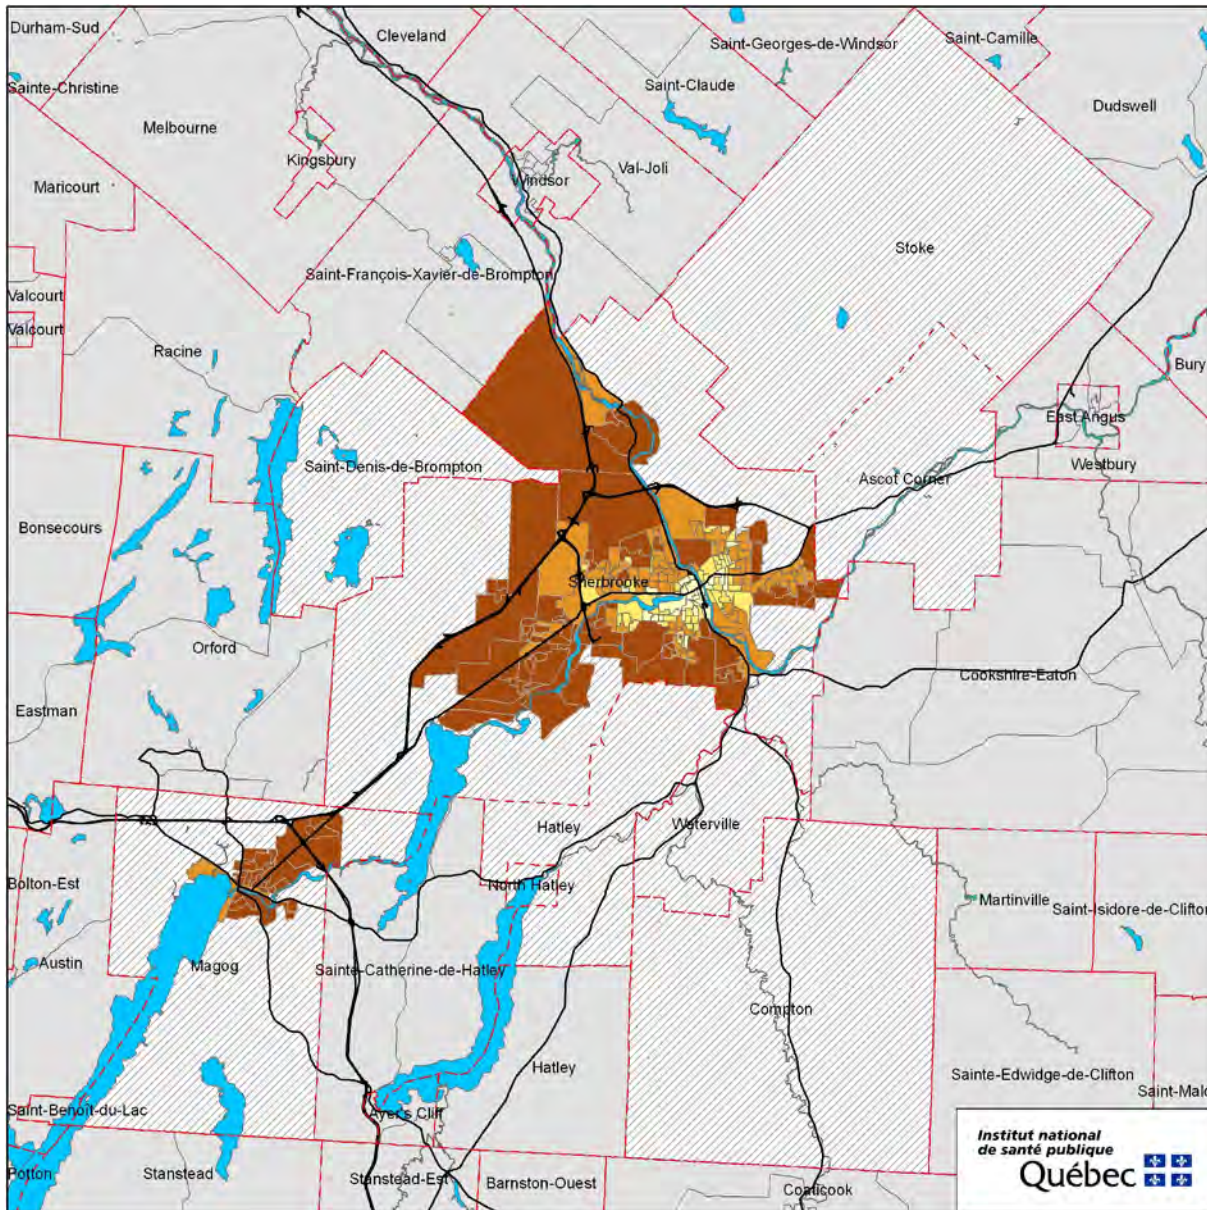 Durham-Sud
Cleveland
Saint-Georges-de-Windsor
Saint-Camille
Sainte-Christine
Saint-Claude
Dudswell
Melbourne
Kingsbury
Val-Joli
Windsor
Maricourt
Stoke
Saint-François-Xavier-de-Brompton
Valcourt
Valcourt
Racine
Bury
East Angus
Saint-Denis-de-Brompton
Westbury
Ascot Corner
Bonsecours
Sherbrooke
Orford
Cookshire-Eaton
Eastman
Hatley
Waterville
Bolton-Est
North Hatley
Martinville
Saint-Isidore-de-Clifton
Austin
Magog
Sainte-Catherine-de-Hatley
Compton
Hatley
Sainte-Edwidge-de-Clifton
Saint-Malo
Saint-Benoît-du-Lac
Ayer's Cliff
Potton
Stanstead
Stanstead-Est
Barnston-Ouest
Coaticook
Institut national
de santé publique
Québec